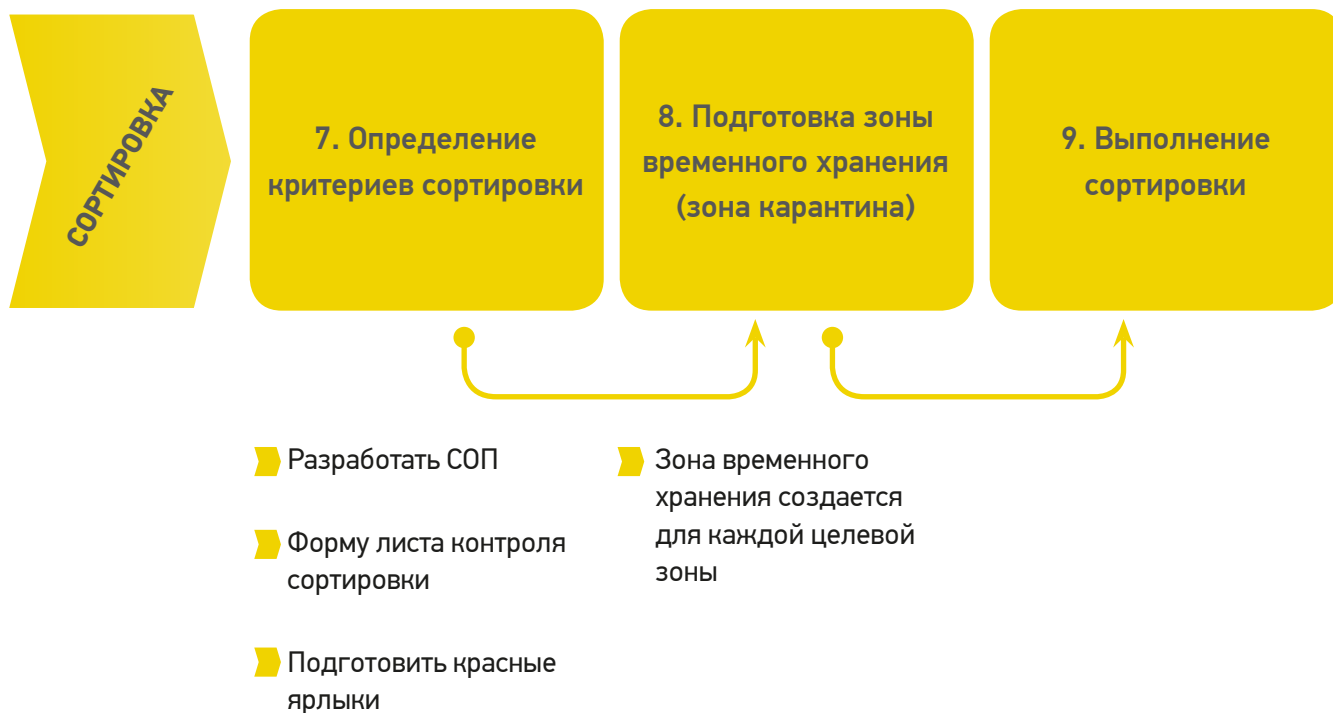 СОРТИРОВКА
7. Определение
критериев сортировки
8. Подготовка зоны
временного хранения
(зона карантина)
9. Выполнение
сортировки
Разработать СОП
Форму листа контроля
сортировки
Подготовить красные
ярлыки
Зона временного
хранения создается
для каждой целевой
зоны